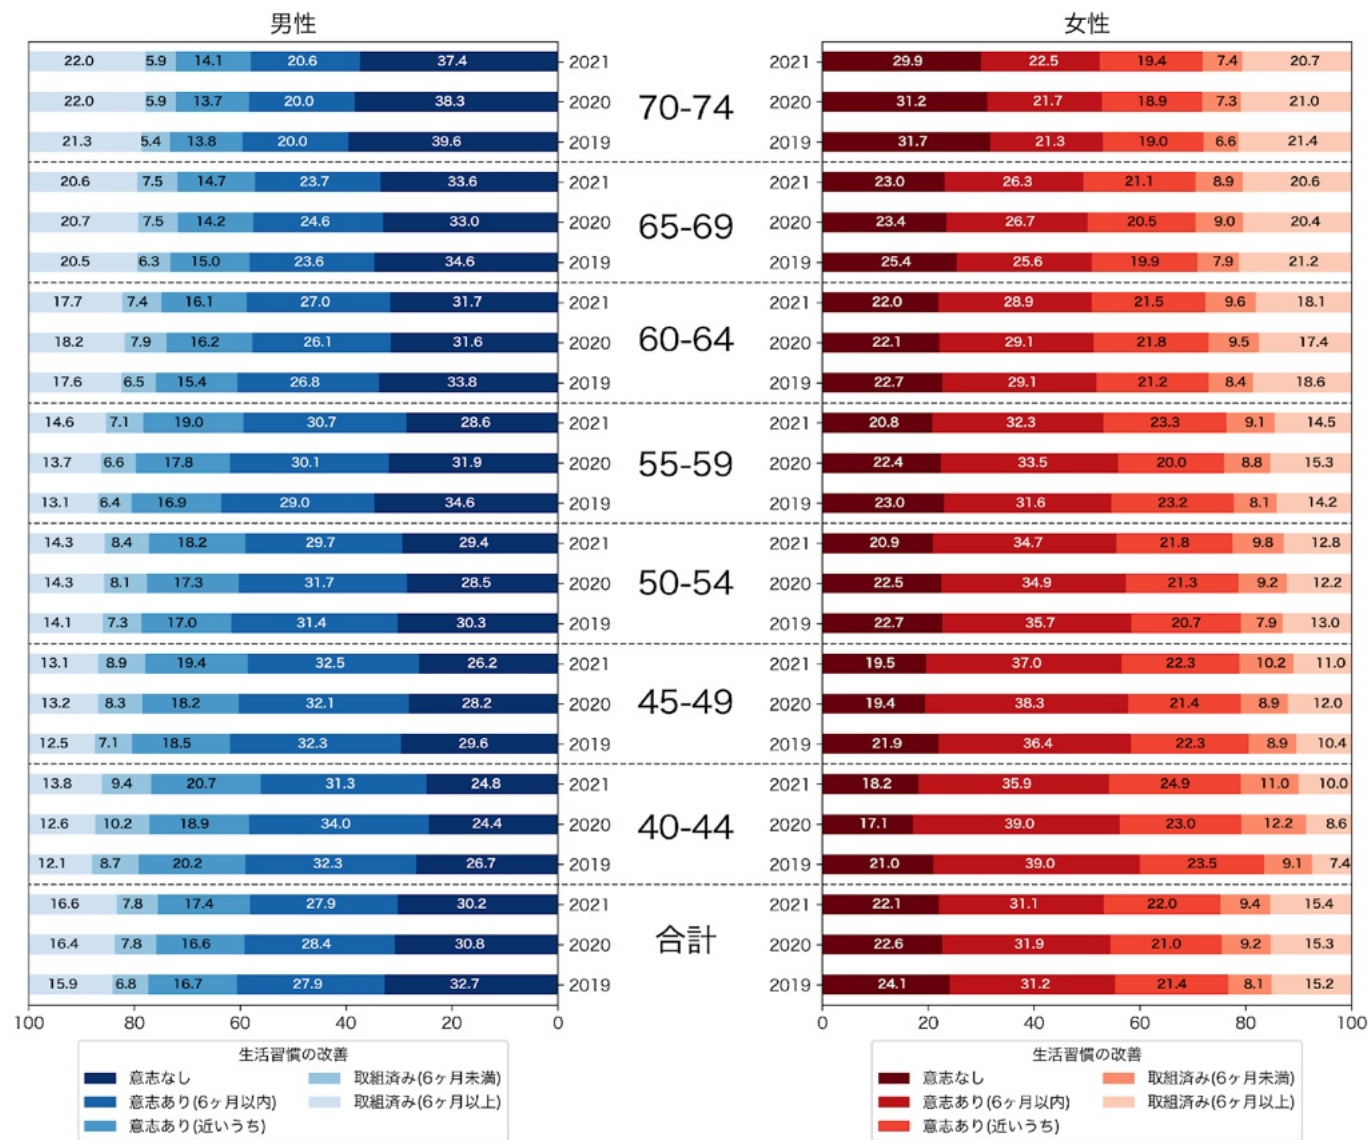 男性 女性
22.0 5.9 14.1 20.6 37.4 2021 2021 29.9 22.5 19.4 7.4 20.7
22.0 5.9 13.7 20.0 38.3 2020 70-74 2020 31.2 21.7 18.9 7.3 21.0
21.3 5.4 13.8 20.0 39.6 2019 2019 31.7 21.3 19.0 6.6 21.4
20.6 7.5 14.7 23.7 33.6 2021 2021 23.0 26.3 21.1 8.9 20.6
20.7 7.5 14.2 24.6 33.0 2020 65-69 2020 23.4 26.7 20.5 9.0 20.4
20.5 6.3 15.0 23.6 34.6 2019 2019 25.4 25.6 19.9 7.9 21.2
17.7 7.4 16.1 27.0 31.7 2021 2021 22.0 28.9 21.5 9.6 18.1
18.2 7.9 16.2 26.1 31.6 2020 60-64 2020 22.1 29.1 21.8 9.5 17.4
17.6 6.5 15.4 26.8 33.8 2019 2019 22.7 29.1 21.2 8.4 18.6
14.6 7.1 19.0 30.7 28.6 2021 2021 20.8 32.3 23.3 9.1 14.5
13.7 6.6 17.8 30.1 31.9 2020 55-59 2020 22.4 33.5 20.0 8.8 15.3
13.1 6.4 16.9 29.0 34.6 2019 2019 23.0 31.6 23.2 8.1 14.2
14.3 8.4 18.2 29.7 29.4 2021 2021 20.9 34.7 21.8 9.8 12.8
14.3 8.1 17.3 31.7 28.5 2020 50-54 2020 22.5 34.9 21.3 9.2 12.2
14.1 7.3 17.0 31.4 30.3 2019 2019 22.7 35.7 20.7 7.9 13.0
13.1 8.9 19.4 32.5 26.2 2021 2021 19.5 37.0 22.3 10.2 11.0
13.2 8.3 18.2 32.1 28.2 2020 45-49 2020 19.4 38.3 21.4 8.9 12.0
12.5 7.1 18.5 32.3 29.6 2019 2019 21.9 36.4 22.3 8.9 10.4
13.8 9.4 20.7 31.3 24.8 2021 2021 18.2 35.9 24.9 11.0 10.0
12.6 10.2 18.9 34.0 24.4 2020 40-44 2020 17.1 39.0 23.0 12.2 8.6
12.1 8.7 20.2 32.3 26.7 2019 2019 21.0 39.0 23.5 9.1 7.4
16.6 7.8 17.4 27.9 30.2 2021 2021 22.1 31.1 22.0 9.4 15.4
16.4 7.8 16.6 28.4 30.8 2020 合計 2020 22.6 31.9 21.0 9.2 15.3
15.9 6.8 16.7 27.9 32.7 2019 2019 24.1 31.2 21.4 8.1 15.2
100 80 60 40 20 0 0 20 40 60 80 100
生活習慣の改善 生活習慣の改善
意志なし 取組済み(6ヶ月未満) 意志なし 取組済み(6ヶ月未満)
意志あり(6ヶ月以内) 取組済み(6ヶ月以上) 意志あり(6ヶ月以内) 取組済み(6ヶ月以上)
意志あり(近いうち) 意志あり(近いうち)